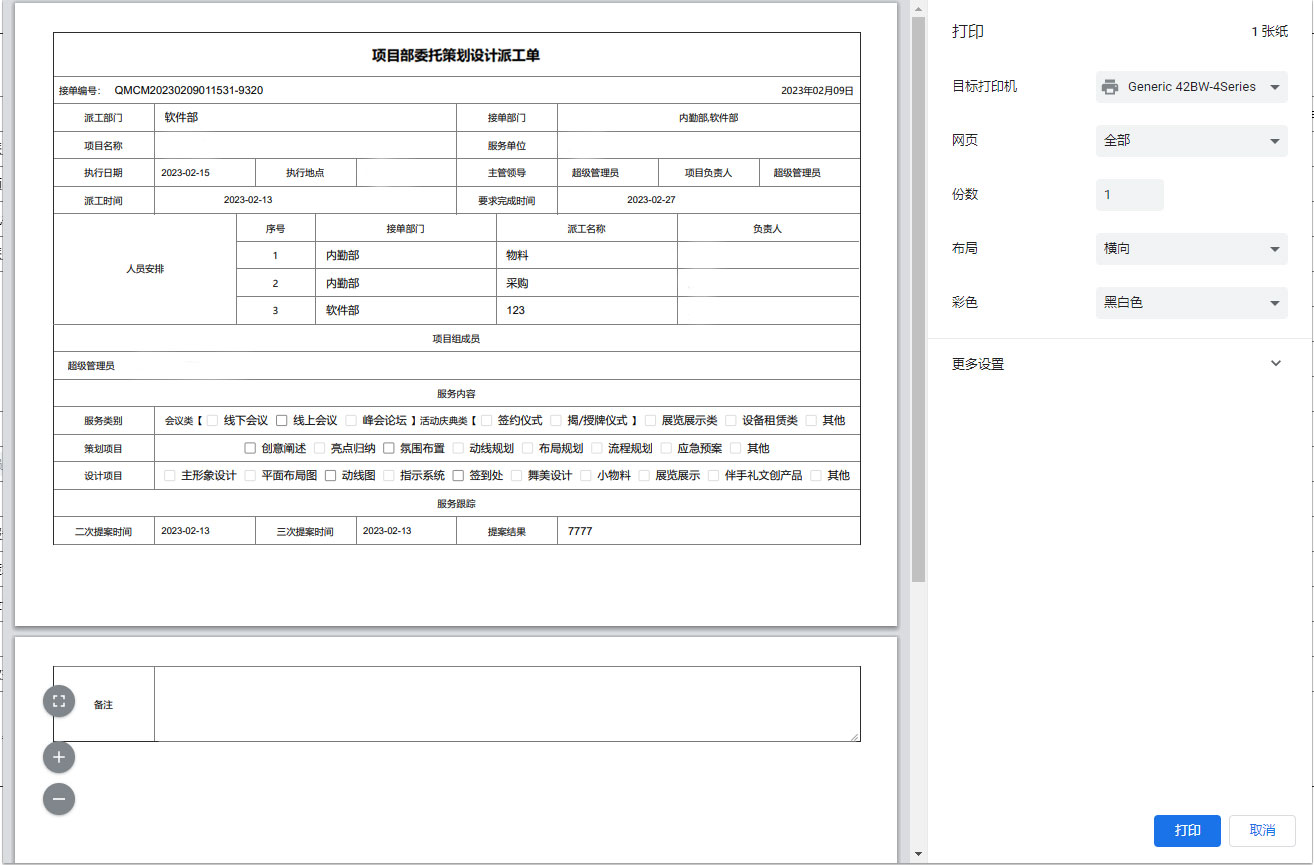 项目部委托策划设计派工单
接单编号： QMCM20230209011531-9320 2023年02月09日
派工部门 软件部 接单部门 内勤部,软件部
项目名称 服务单位
执行日期 2023-02-15 执行地点 主管领导 超级管理员 项目负责人 超级管理员
派工时间 2023-02-13 要求完成时间 2023-02-27
人员安排
序号 接单部门 派工名称 负责人
1 内勤部 物料
2 内勤部 采购
3 软件部 123
项目组成员
超级管理员
服务内容
服务类别 会议类【 线下会议 线上会议 峰会论坛 】活动庆典类【 签约仪式 揭/授牌仪式 】 展览展示类 设备租赁类 其他
策划项目 创意阐述 亮点归纳 氛围布置 动线规划 布局规划 流程规划 应急预案 其他
设计项目 主形象设计 平面布局图 动线图 指示系统 签到处 舞美设计 小物料 展览展示 伴手礼文创产品 其他
服务跟踪
二次提案时间 2023-02-13 三次提案时间 2023-02-13 提案结果 7777
备注
打印 1 张纸
目标打印机 Generic 42BW-4Series
网页 全部
份数 1
布局 横向
彩色 黑白色
更多设置
打印 取消